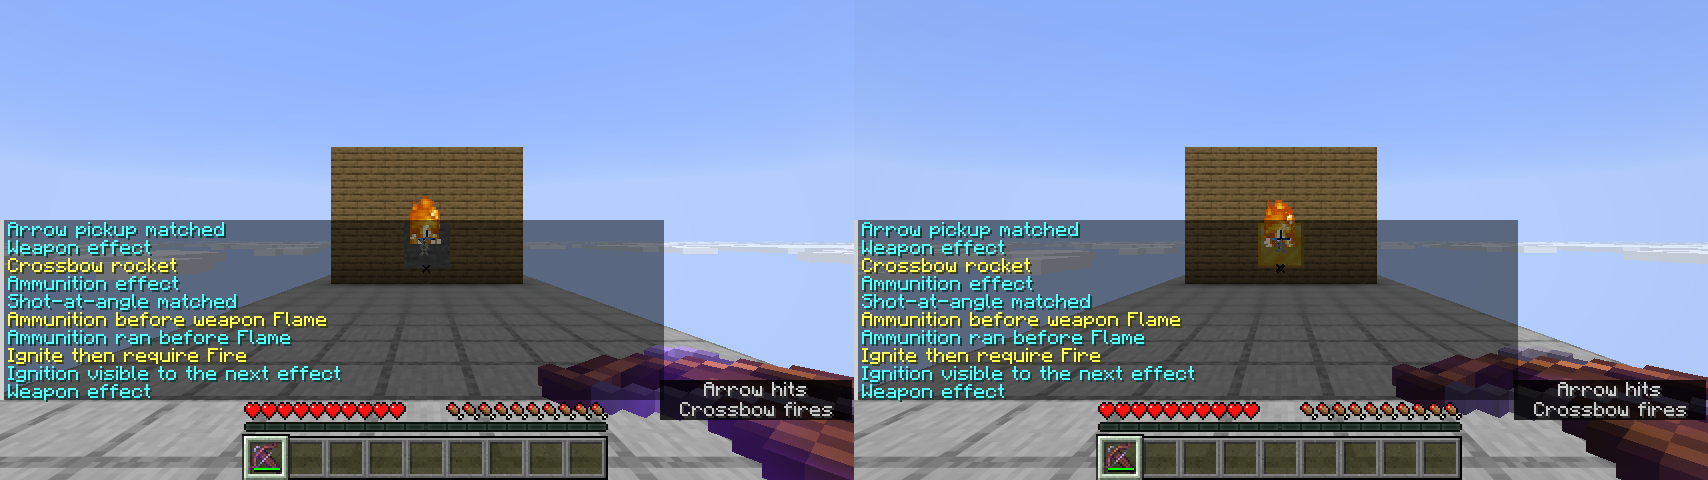 Arrow pickup matched
Weapon effect
Crossbow rocket
Ammunition effect
Shot-at-angle matched
Ammunition before weapon Flame
Ammunition ran before Flame
Ignite then require Fire
Ignition visible to the next effect
Weapon effect
Arrow hits
Crossbow fires
Arrow pickup matched
Weapon effect
Crossbow rocket
Ammunition effect
Shot-at-angle matched
Ammunition before weapon Flame
Ammunition ran before Flame
Ignite then require Fire
Ignition visible to the next effect
Weapon effect
Arrow hits
Crossbow fires